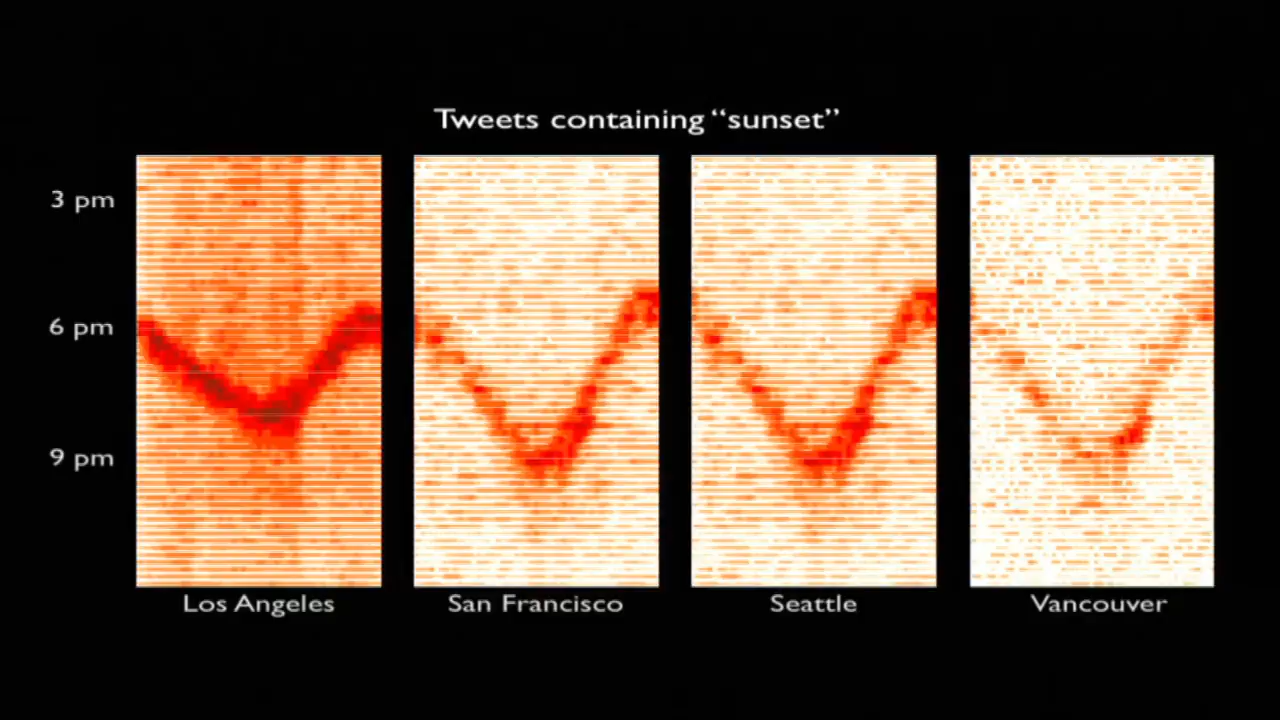 Tweets containing “sunset”
3 pm
6 pm
9 pm
Los Angeles
San Francisco
Seattle
Vancouver